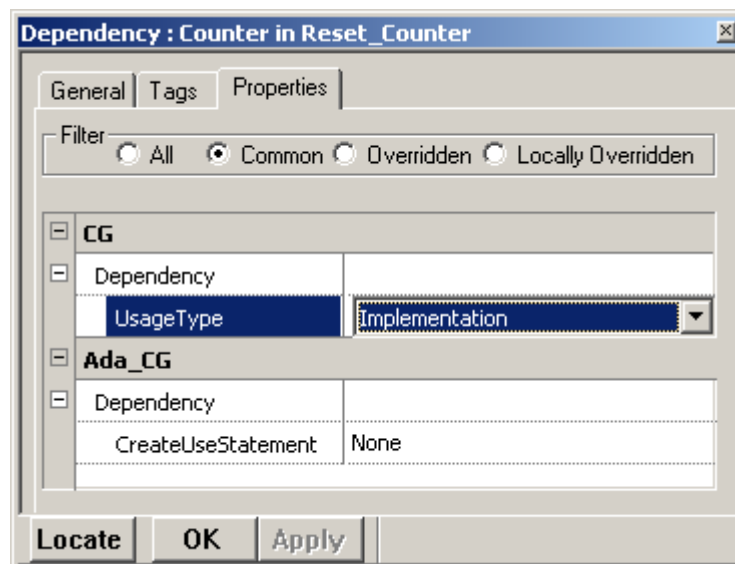 Dependency : Counter in Reset_Counter
General Tags Properties
Filter
All Common Overridden Locally Overridden
CG
Dependency
UsageType Implementation
Ada_CG
Dependency
CreateUseStatement None
Locate OK Apply